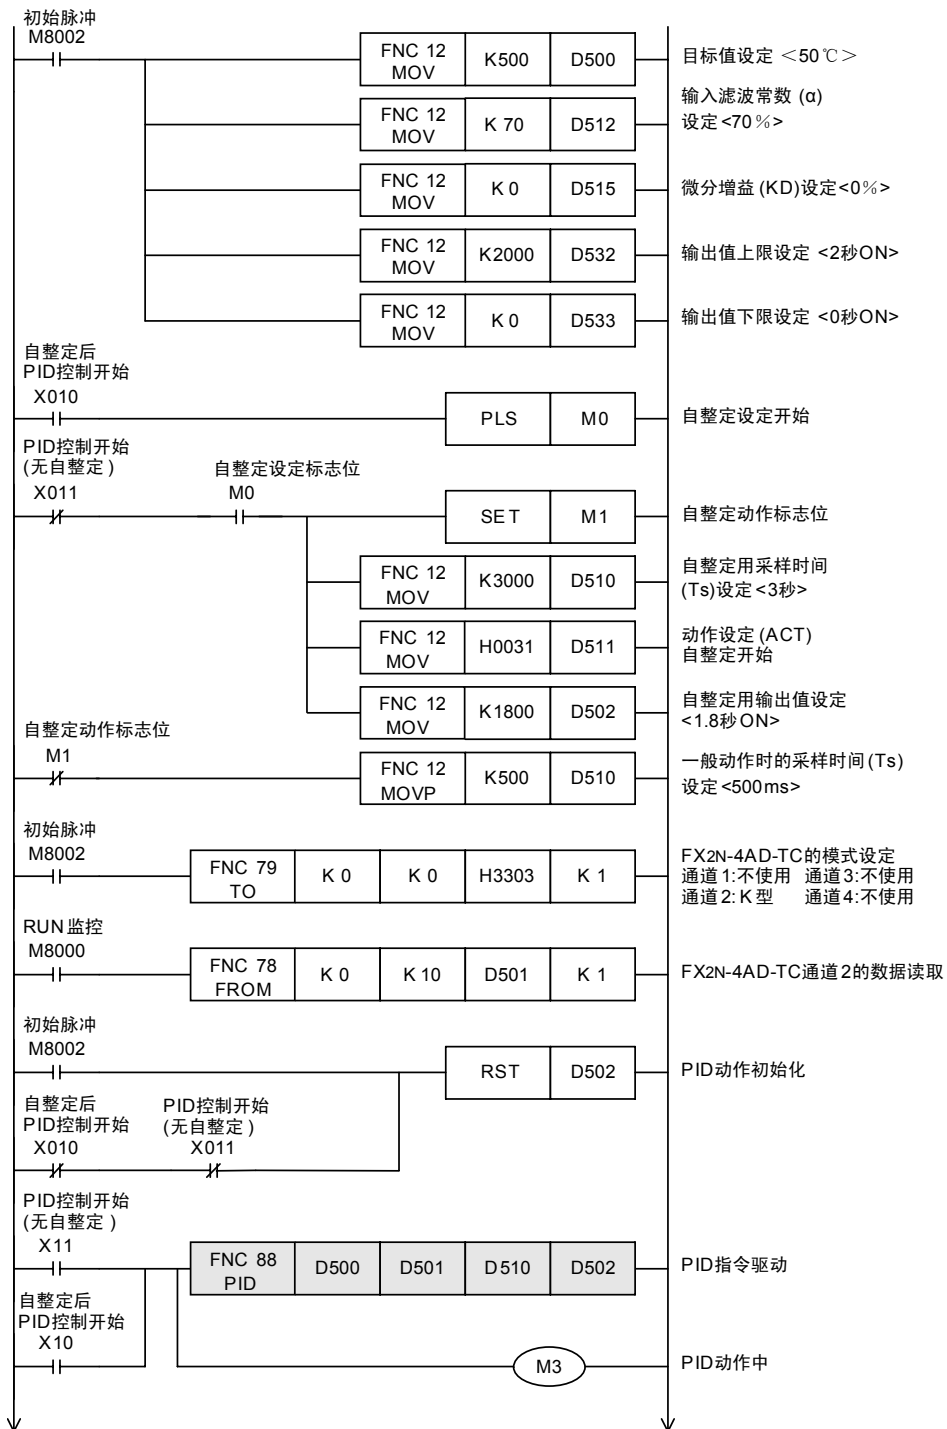 初始脉冲
M8002
FNC 12
MOV
K500
D500
目标值设定 <50℃>
FNC 12
MOV
K 70
D512
输入滤波常数 (α)
设定<70%>
FNC 12
MOV
K 0
D515
微分增益 (KD)设定<0%>
FNC 12
MOV
K2000
D532
输出值上限设定 <2秒ON>
FNC 12
MOV
K 0
D533
输出值下限设定 <0秒ON>
自整定后
PID控制开始
X010
PLS
M0
自整定设定开始
PID控制开始
(无自整定)
X011
自整定设定标志位
M0
SET
M1
自整定动作标志位
FNC 12
MOV
K3000
D510
自整定用采样时间
(Ts)设定<3秒>
FNC 12
MOV
H0031
D511
动作设定 (ACT)
自整定开始
FNC 12
MOV
K1800
D502
自整定用输出值设定
<1.8秒ON>
自整定动作标志位
M1
FNC 12
MOVP
K500
D510
一般动作时的采样时间(Ts)
设定<500ms>
初始脉冲
M8002
FNC 79
TO
K 0
K 0
H3303
K 1
FX2N-4AD-TC的模式设定
通道1:不使用 通道3:不使用
通道2:K型 通道4:不使用
RUN监控
M8000
FNC 78
FROM
K 0
K 10
D501
K 1
FX2N-4AD-TC通道2的数据读取
初始脉冲
M8002
RST
D502
PID动作初始化
自整定后
PID控制开始
X010
PID控制开始
(无自整定)
X011
PID控制开始
(无自整定)
X11
FNC 88
PID
D500
D501
D510
D502
PID指令驱动
自整定后
PID控制开始
X10
M3
PID动作中